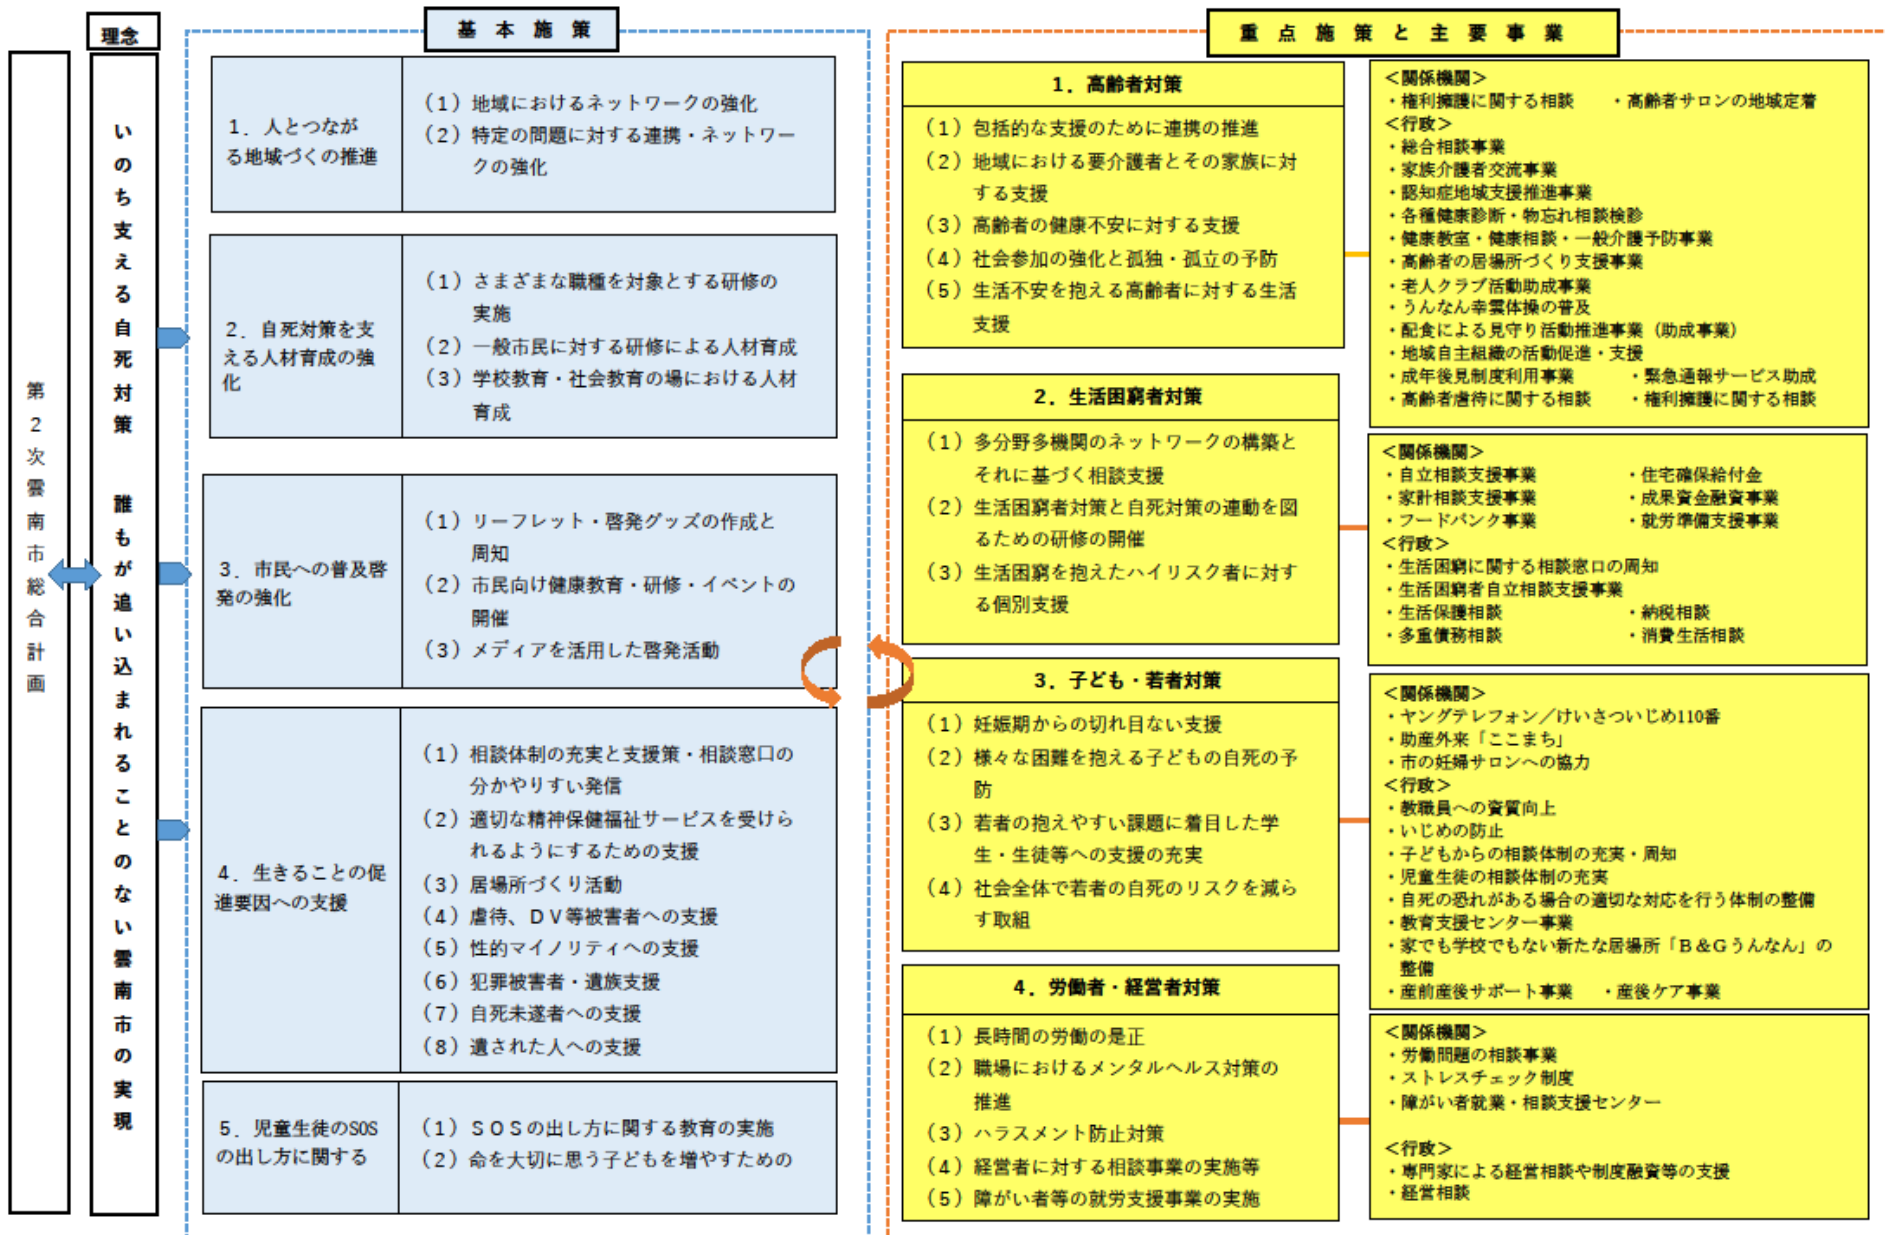 理念
基本施策
重点施策と主要事業
第2次雲南市総合計画
いのち支える自死対策　誰もが追い込まれることのない雲南市の実現
1．人とつなが
る地域づくの推進
（1）地域におけるネットワークの強化
（2）特定の問題に対する連携・ネットワー
クの強化
2．自死対策を支
える人材育成の強
化
（1）さまざまな職種を対象とする研修の
実施
（2）一般市民に対する研修による人材育成
（3）学校教育・社会教育の場における人材
育成
3．市民への普及啓
発の強化
（1）リーフレット・啓発グッズの作成と
周知
（2）市民向け健康教育・研修・イベントの
開催
（3）メディアを活用した啓発活動
4．生きることの促
進要因への支援
（1）相談体制の充実と支援策・相談窓口の
分かやりすい発信
（2）適切な精神保健福祉サービスを受けら
れるようにするための支援
（3）居場所づくり活動
（4）虐待、ＤＶ等被害者への支援
（5）性的マイノリティへの支援
（6）犯罪被害者・遺族支援
（7）自死未遂者への支援
（8）遺された人への支援
5．児童生徒のSOS
の出し方に関する
（1）ＳＯＳの出し方に関する教育の実施
（2）命を大切に思う子どもを増やすための
1．高齢者対策
（1）包括的な支援のために連携の推進
（2）地域における要介護者とその家族に対
する支援
（3）高齢者の健康不安に対する支援
（4）社会参加の強化と孤独・孤立の予防
（5）生活不安を抱える高齢者に対する生活
支援
＜関係機関＞
・権利擁護に関する相談　・高齢者サロンの地域定着
＜行政＞
・総合相談事業
・家族介護者交流事業
・認知症地域支援推進事業
・各種健康診断・物忘れ相談検診
・健康教室・健康相談・一般介護予防事業
・高齢者の居場所づくり支援事業
・老人クラブ活動助成事業
・うんなん幸雲体操の普及
・配食による見守り活動推進事業（助成事業）
・地域自主組織の活動促進・支援
・成年後見制度利用事業　・緊急通報サービス助成
・高齢者虐待に関する相談　・権利擁護に関する相談
2．生活困窮者対策
（1）多分野多機関のネットワークの構築と
それに基づく相談支援
（2）生活困窮者対策と自死対策の連動を図
るための研修の開催
（3）生活困窮を抱えたハイリスク者に対す
る個別支援
＜関係機関＞
・自立相談支援事業　・住宅確保給付金
・家計相談支援事業　・成果資金融資事業
・フードバンク事業　・就労準備支援事業
＜行政＞
・生活困窮に関する相談窓口の周知
・生活困窮者自立相談支援事業
・生活保護相談　・納税相談
・多重債務相談　・消費生活相談
3．子ども・若者対策
（1）妊娠期からの切れ目ない支援
（2）様々な困難を抱える子どもの自死の予
防
（3）若者の抱えやすい課題に着目した学
生・生徒等への支援の充実
（4）社会全体で若者の自死のリスクを減ら
す取組
＜関係機関＞
・ヤングテレフォン／けいさついじめ110番
・助産外来「ここまち」
・市の妊婦サロンへの協力
＜行政＞
・教職員への資質向上
・いじめの防止
・子どもからの相談体制の充実・周知
・児童生徒の相談体制の充実
・自死の恐れがある場合の適切な対応を行う体制の整備
・教育支援センター事業
・家でも学校でもない新たな居場所「Ｂ＆Ｇうんなん」の
整備
・産前産後サポート事業　・産後ケア事業
4．労働者・経営者対策
（1）長時間の労働の是正
（2）職場におけるメンタルヘルス対策の
推進
（3）ハラスメント防止対策
（4）経営者に対する相談事業の実施等
（5）障がい者等の就労支援事業の実施
＜関係機関＞
・労働問題の相談事業
・ストレスチェック制度
・障がい者就業・相談支援センター
＜行政＞
・専門家による経営相談や制度融資等の支援
・経営相談